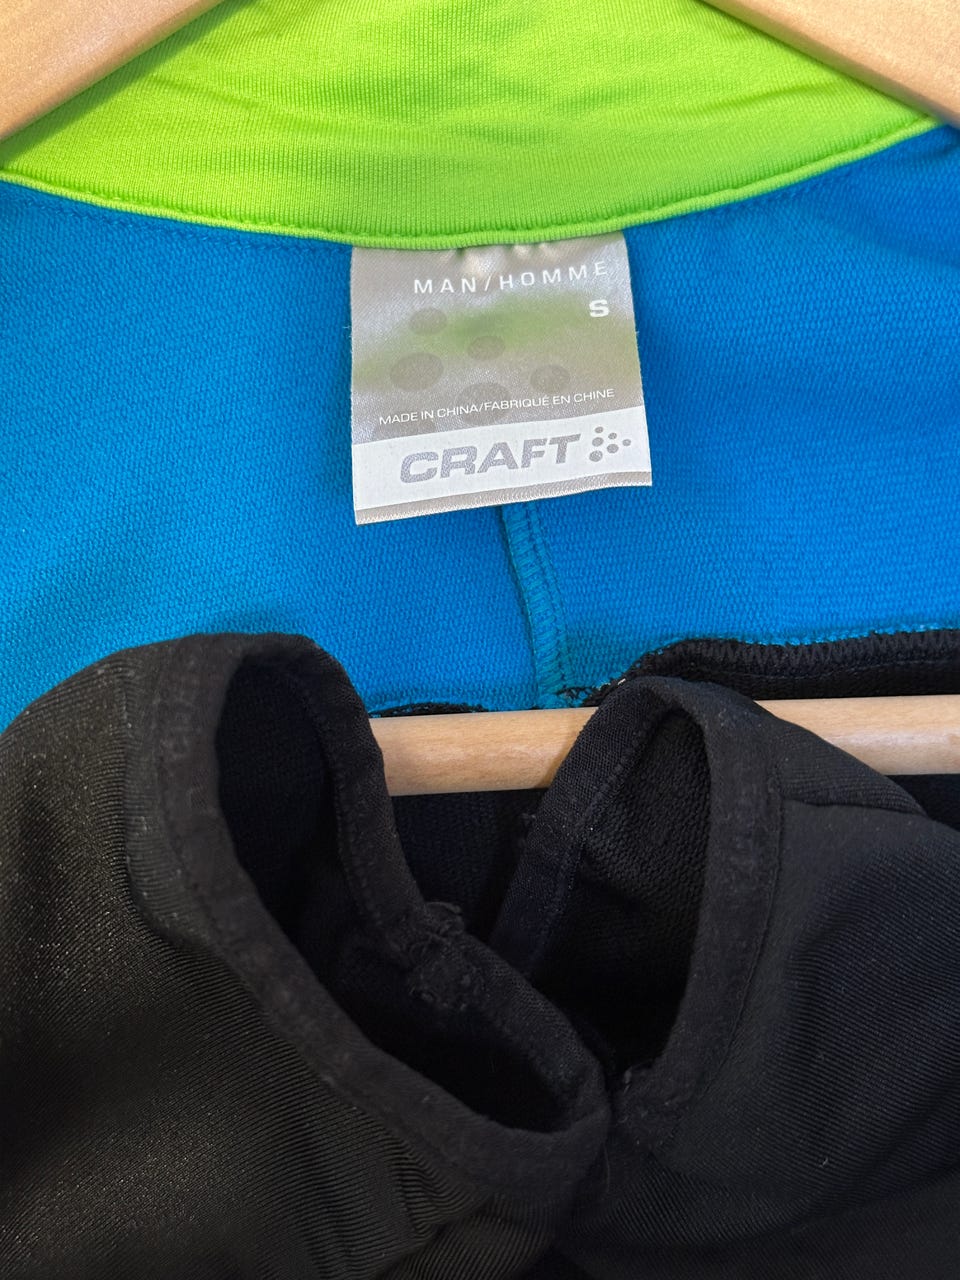 MAN/HOMME
S
MADE IN CHINA/FABRIQUÉ EN CHINE
CRAFT